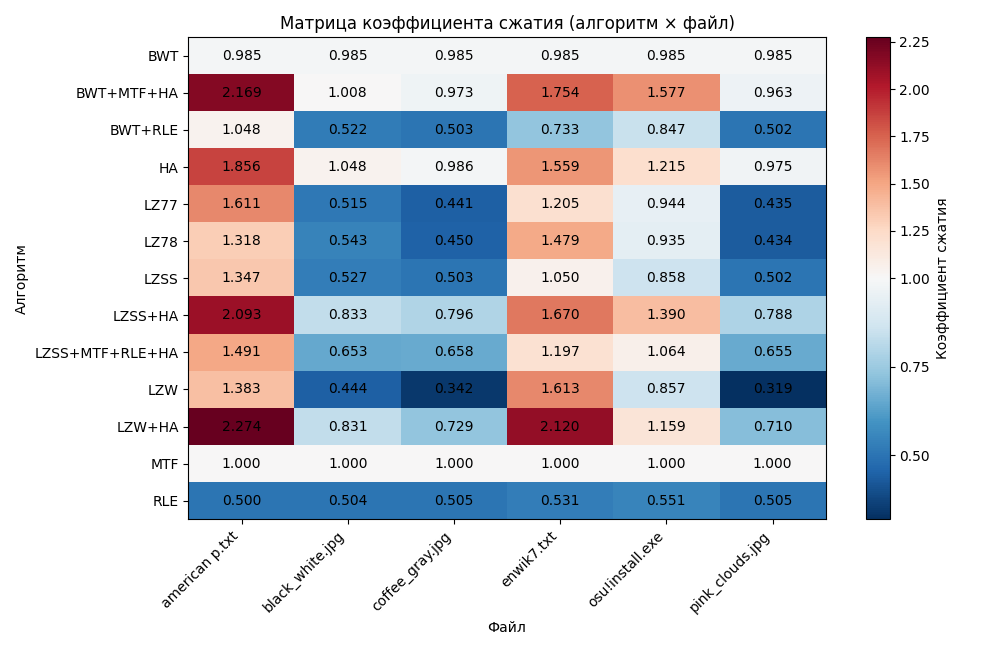 Матрица коэффициента сжатия (алгоритм × файл)
BWT 0.985 0.985 0.985 0.985 0.985 0.985
BWT+MTF+HA 2.169 1.008 0.973 1.754 1.577 0.963
BWT+RLE 1.048 0.522 0.503 0.733 0.847 0.502
HA 1.856 1.048 0.986 1.559 1.215 0.975
LZ77 1.611 0.515 0.441 1.205 0.944 0.435
LZ78 1.318 0.543 0.450 1.479 0.935 0.434
LZSS 1.347 0.527 0.503 1.050 0.858 0.502
LZSS+HA 2.093 0.833 0.796 1.670 1.390 0.788
LZSS+MTF+RLE+HA 1.491 0.653 0.658 1.197 1.064 0.655
LZW 1.383 0.444 0.342 1.613 0.857 0.319
LZW+HA 2.274 0.831 0.729 2.120 1.159 0.710
MTF 1.000 1.000 1.000 1.000 1.000 1.000
RLE 0.500 0.504 0.505 0.531 0.551 0.505
american p.txt
black_white.jpg
coffee_gray.jpg
enwik7.txt
osu!install.exe
pink_clouds.jpg
Файл
Алгоритм
2.25
2.00
1.75
1.50
1.25
1.00
0.75
0.50
Коэффициент сжатия